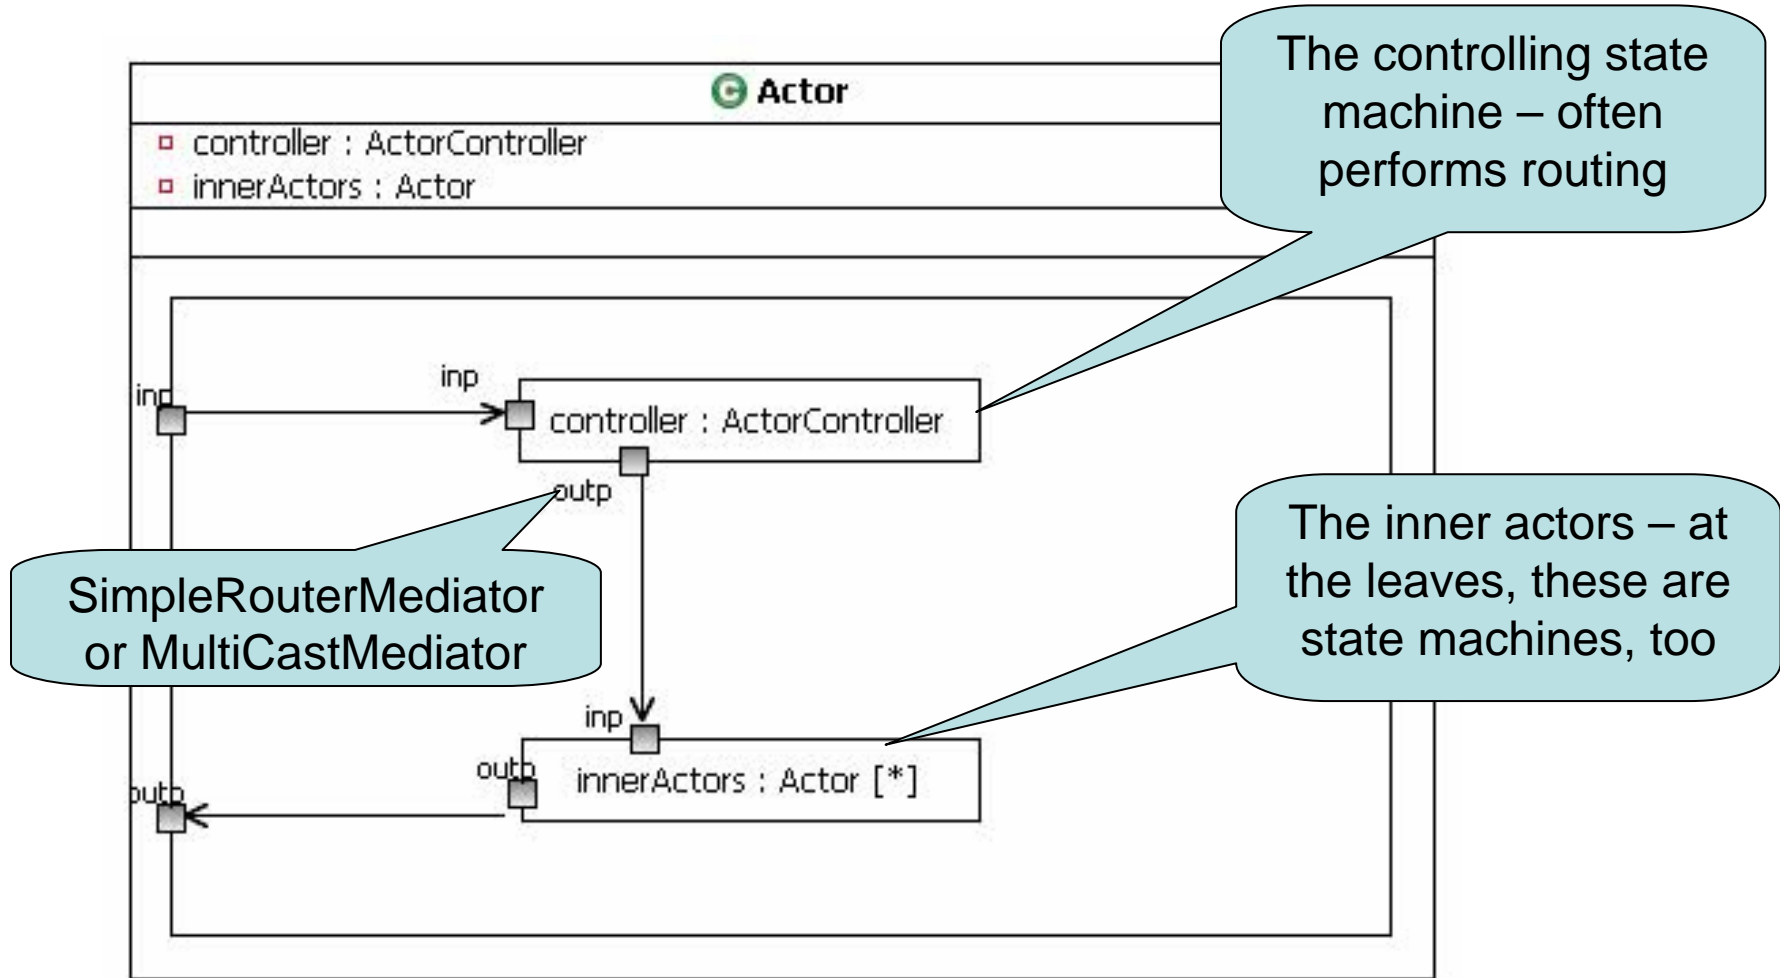 The controlling state
machine – often
performs routing
Actor
controller : ActorController
innerActors : Actor
inp
inp
controller : ActorController
outp
SimpleRouterMediator
or MultiCastMediator
The inner actors – at
the leaves, these are
state machines, too
inp
outp
innerActors : Actor [*]
outp